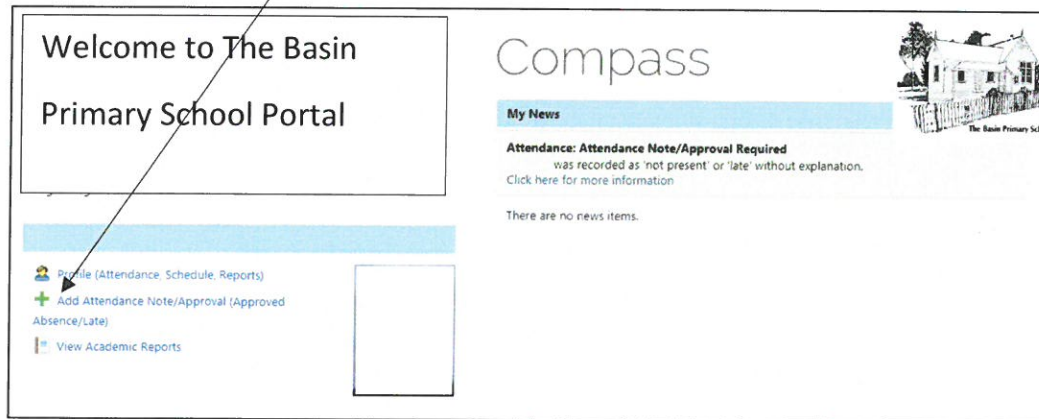 Welcome to The Basin
Primary School Portal
Compass
My News
Attendance: Attendance Note/Approval Required
was recorded as 'not present' or 'late' without explanation.
Click here for more information
There are no news items.
The Basin Primary
Profile (Attendance, Schedule, Reports)
Add Attendance Note/Approval (Approved
Absence/Late)
View Academic Reports